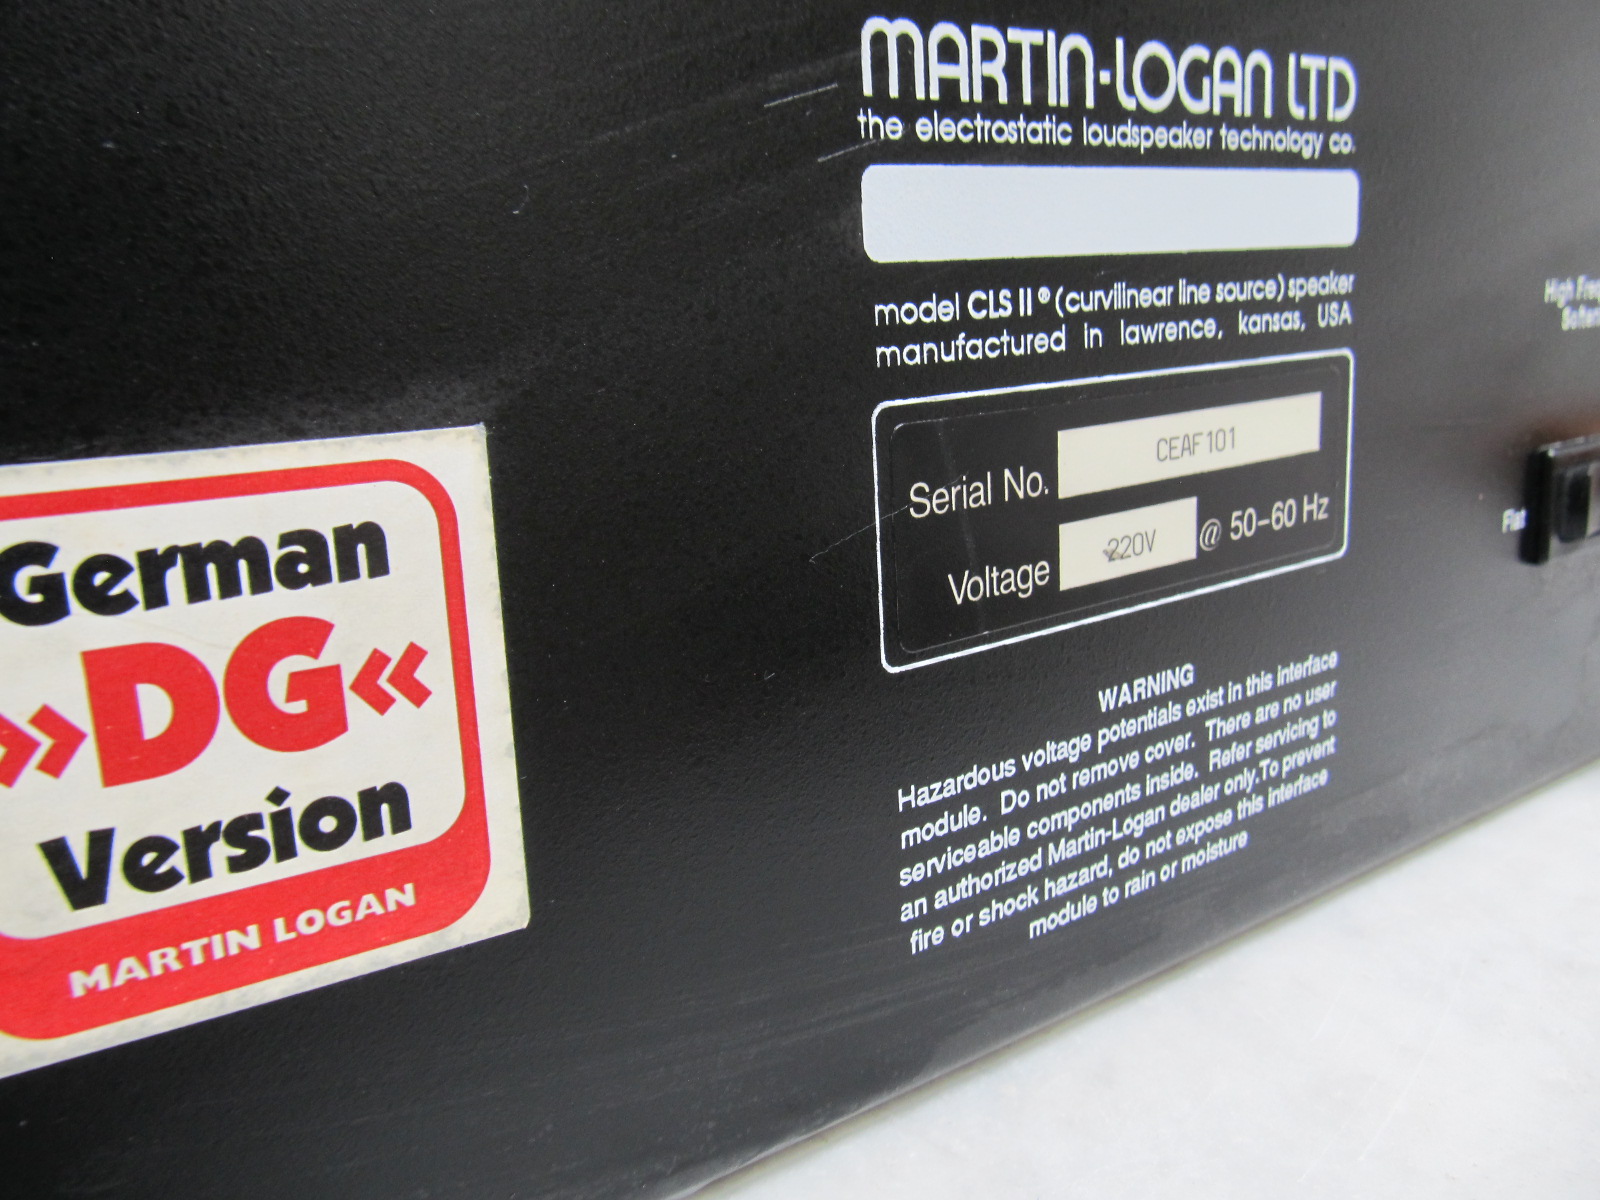 MARTIN-LOGAN LTD
the electrostatic loudspeaker technology co.
model CLS II® (curvilinear line source) speaker
manufactured in lawrence, kansas, USA
Serial No. CEAF101
Voltage 220V @ 50-60 Hz
WARNING
Hazardous voltage potentials exist in this interface
module. Do not remove cover. There are no user
serviceable components inside. Refer servicing to
an authorized Martin-Logan dealer only.To prevent
fire or shock hazard, do not expose this interface
module to rain or moisture
German
»DG«
Version
MARTIN LOGAN
High
Flat